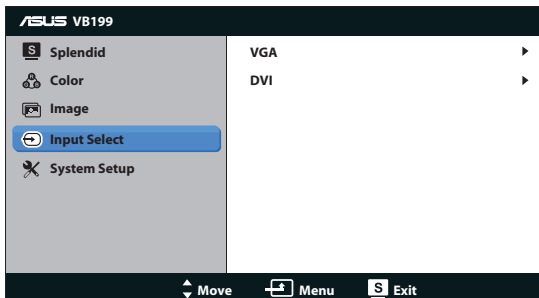 ASUS VB199
S Splendid
Color
Image
Input Select
System Setup
VGA
DVI
Move Menu S Exit